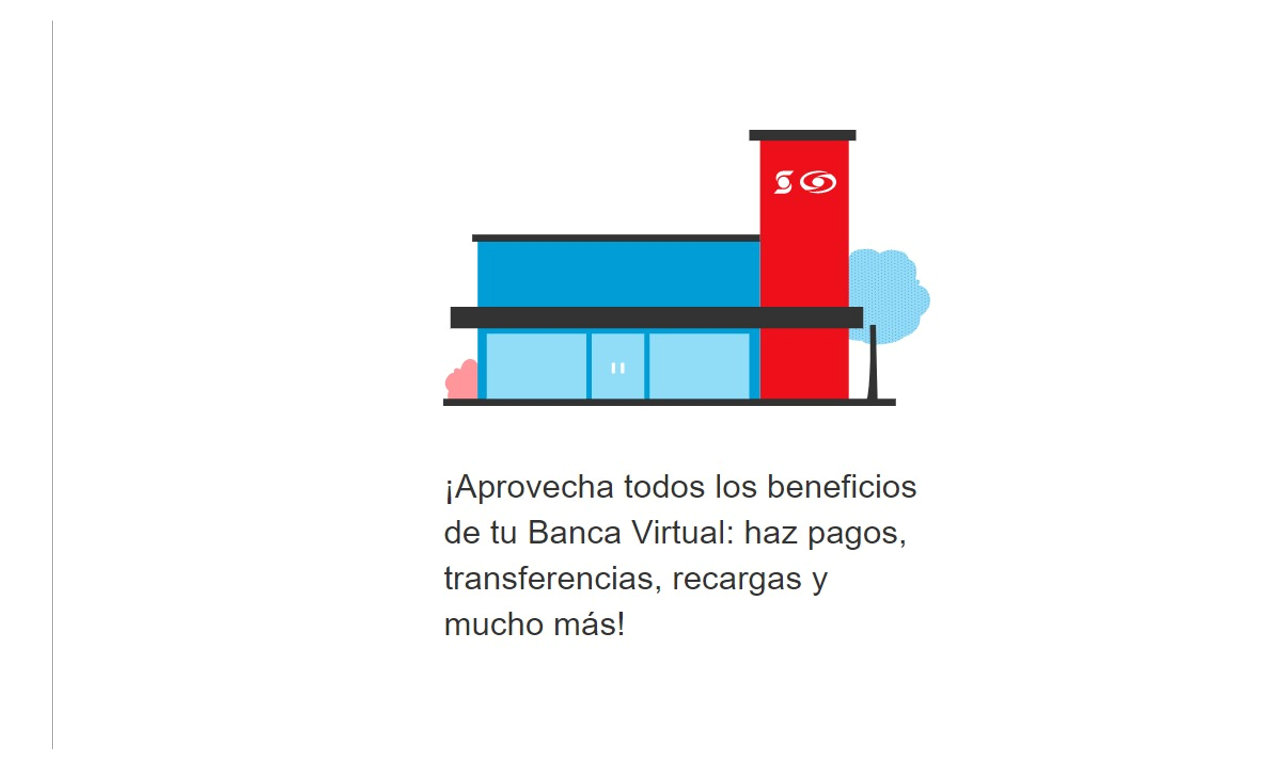 ¡Aprovecha todos los beneficios
de tu Banca Virtual: haz pagos,
transferencias, recargas y
mucho más!